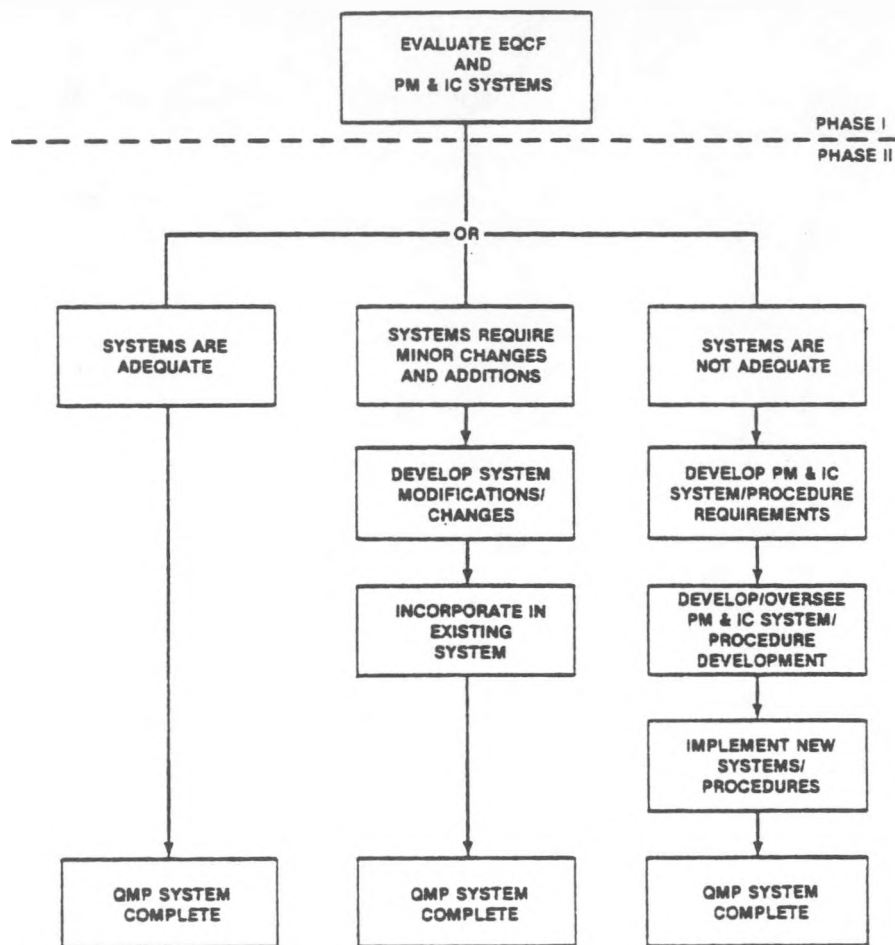 EVALUATE EQCF
AND
PM & IC SYSTEMS
PHASE I
PHASE II
OR
SYSTEMS ARE
ADEQUATE
SYSTEMS REQUIRE
MINOR CHANGES
AND ADDITIONS
SYSTEMS ARE
NOT ADEQUATE
DEVELOP SYSTEM
MODIFICATIONS/
CHANGES
DEVELOP PM & IC
SYSTEM/PROCEDURE
REQUIREMENTS
INCORPORATE IN
EXISTING
SYSTEM
DEVELOP/OVERSEE
PM & IC SYSTEM/
PROCEDURE
DEVELOPMENT
IMPLEMENT NEW
SYSTEMS/
PROCEDURES
QMP SYSTEM
COMPLETE
QMP SYSTEM
COMPLETE
QMP SYSTEM
COMPLETE